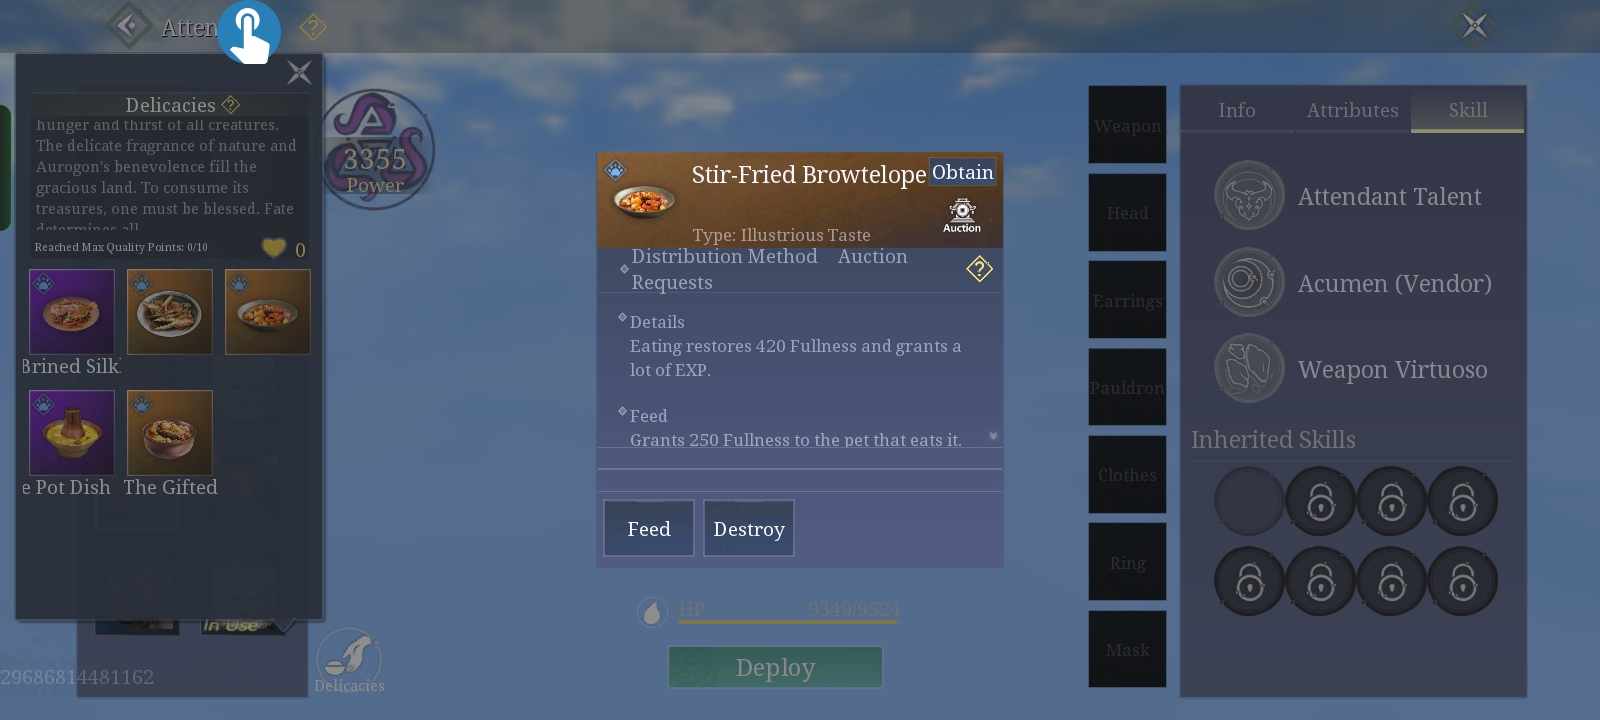 Atten
Delicacies
hunger and thirst of all creatures.
The delicate fragrance of nature and
Aurogon's benevolence fill the
gracious land. To consume its
treasures, one must be blessed. Fate
determines all
Reached Max Quality Points: 0/10
0
Brined Silk
e Pot Dish
The Gifted
In Use
29686814481162
3355
Power
Delicacies
Stir-Fried Browtelope
Obtain
Auction
Type: Illustrious Taste
Distribution Method Auction
Requests
Details
Eating restores 420 Fullness and grants a
lot of EXP.
Feed
Grants 250 Fullness to the pet that eats it.
Feed
Destroy
HP 9349/9524
Deploy
Weapon
Head
Earrings
Pauldron
Clothes
Ring
Mask
Info
Attributes
Skill
Attendant Talent
Acumen (Vendor)
Weapon Virtuoso
Inherited Skills